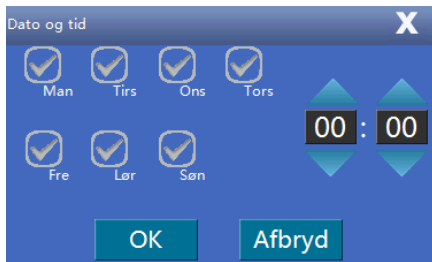 Dato og tid X
Man Tirs Ons Tors
00 : 00
Fre Lør Søn
OK Afbryd